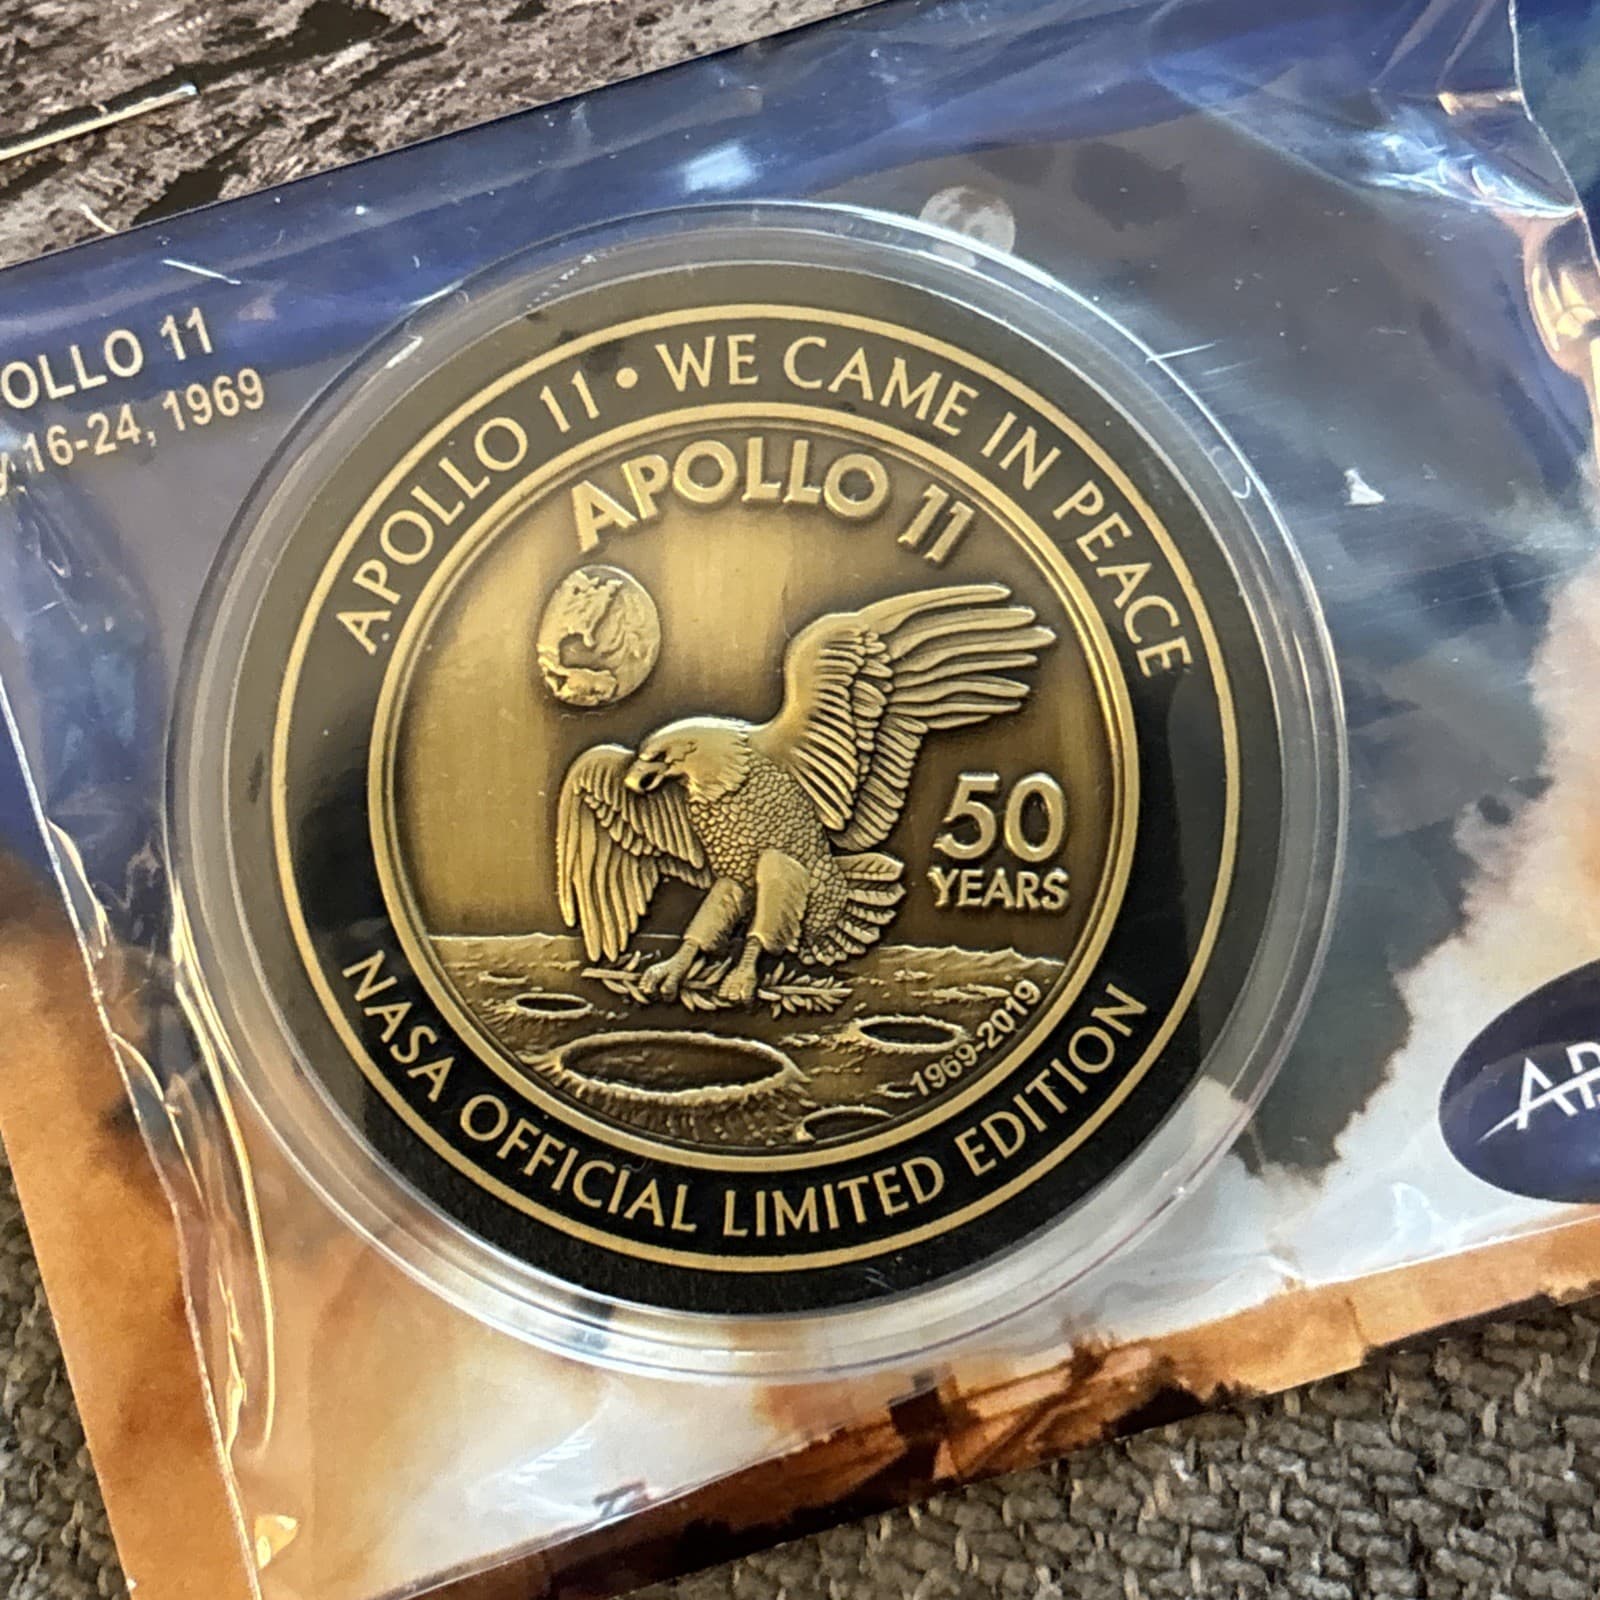 OLLO 11
16-24, 1969
APOLLO 11 • WE CAME IN PEACE
APOLLO 11
50
YEARS
1969-2019
NASA OFFICIAL LIMITED EDITION